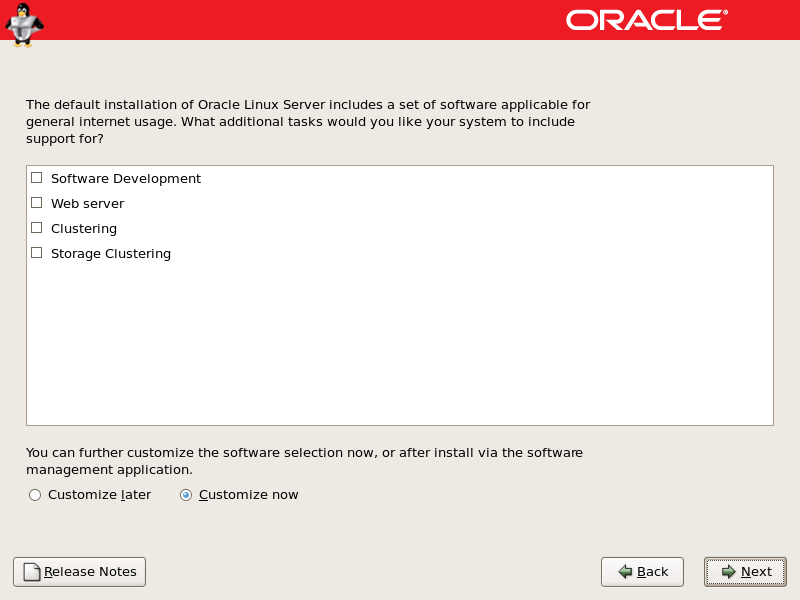 ORACLE®
The default installation of Oracle Linux Server includes a set of software applicable for
general internet usage. What additional tasks would you like your system to include
support for?
Software Development
Web server
Clustering
Storage Clustering
You can further customize the software selection now, or after install via the software
management application.
Customize later Customize now
Release Notes Back Next